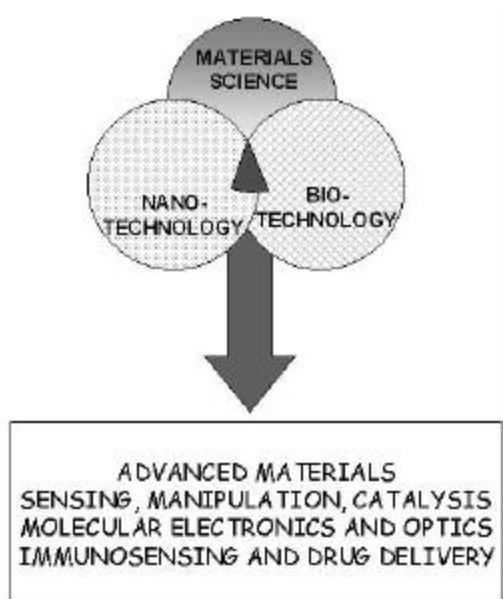 MATERIALS
SCIENCE
NANO-
TECHNOLOGY
BIO-
TECHNOLOGY
ADVANCED MATERIALS
SENSING, MANIPULATION, CATALYSIS
MOLECULAR ELECTRONICS AND OPTICS
IMMUNOSENSING AND DRUG DELIVERY